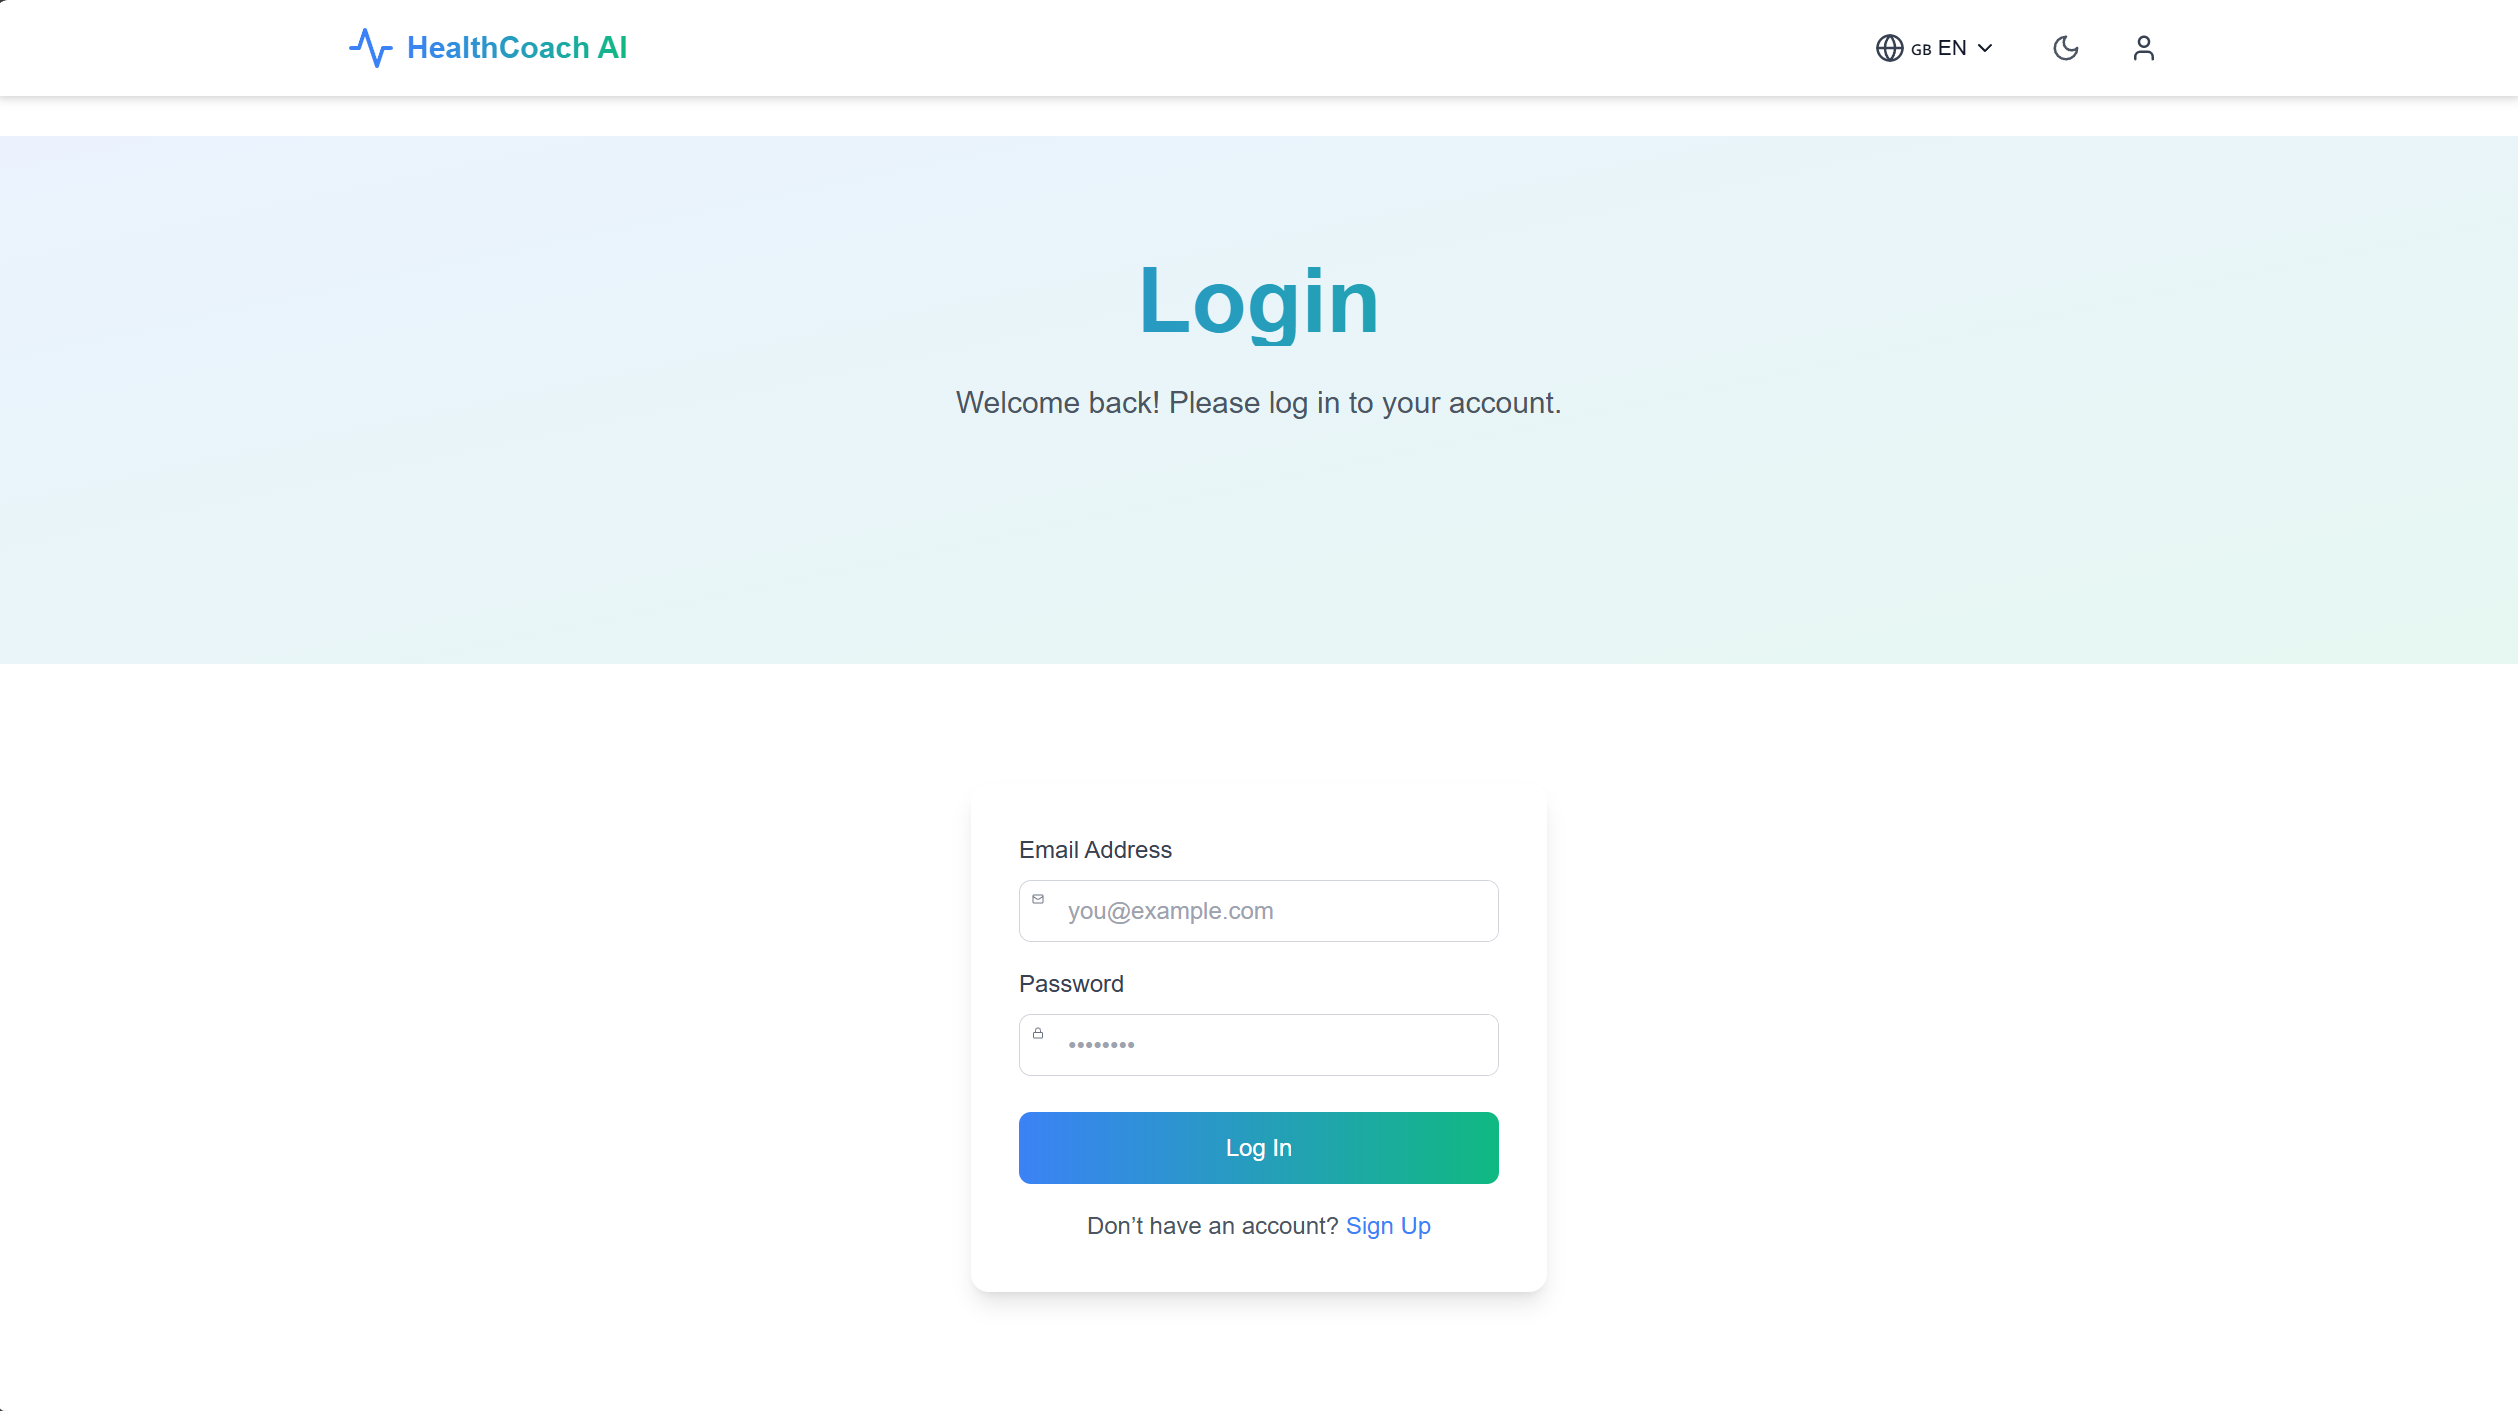 HealthCoach AI
GB EN
Login
Welcome back! Please log in to your account.
Email Address
you@example.com
Password
••••••••
Log In
Don’t have an account? Sign Up